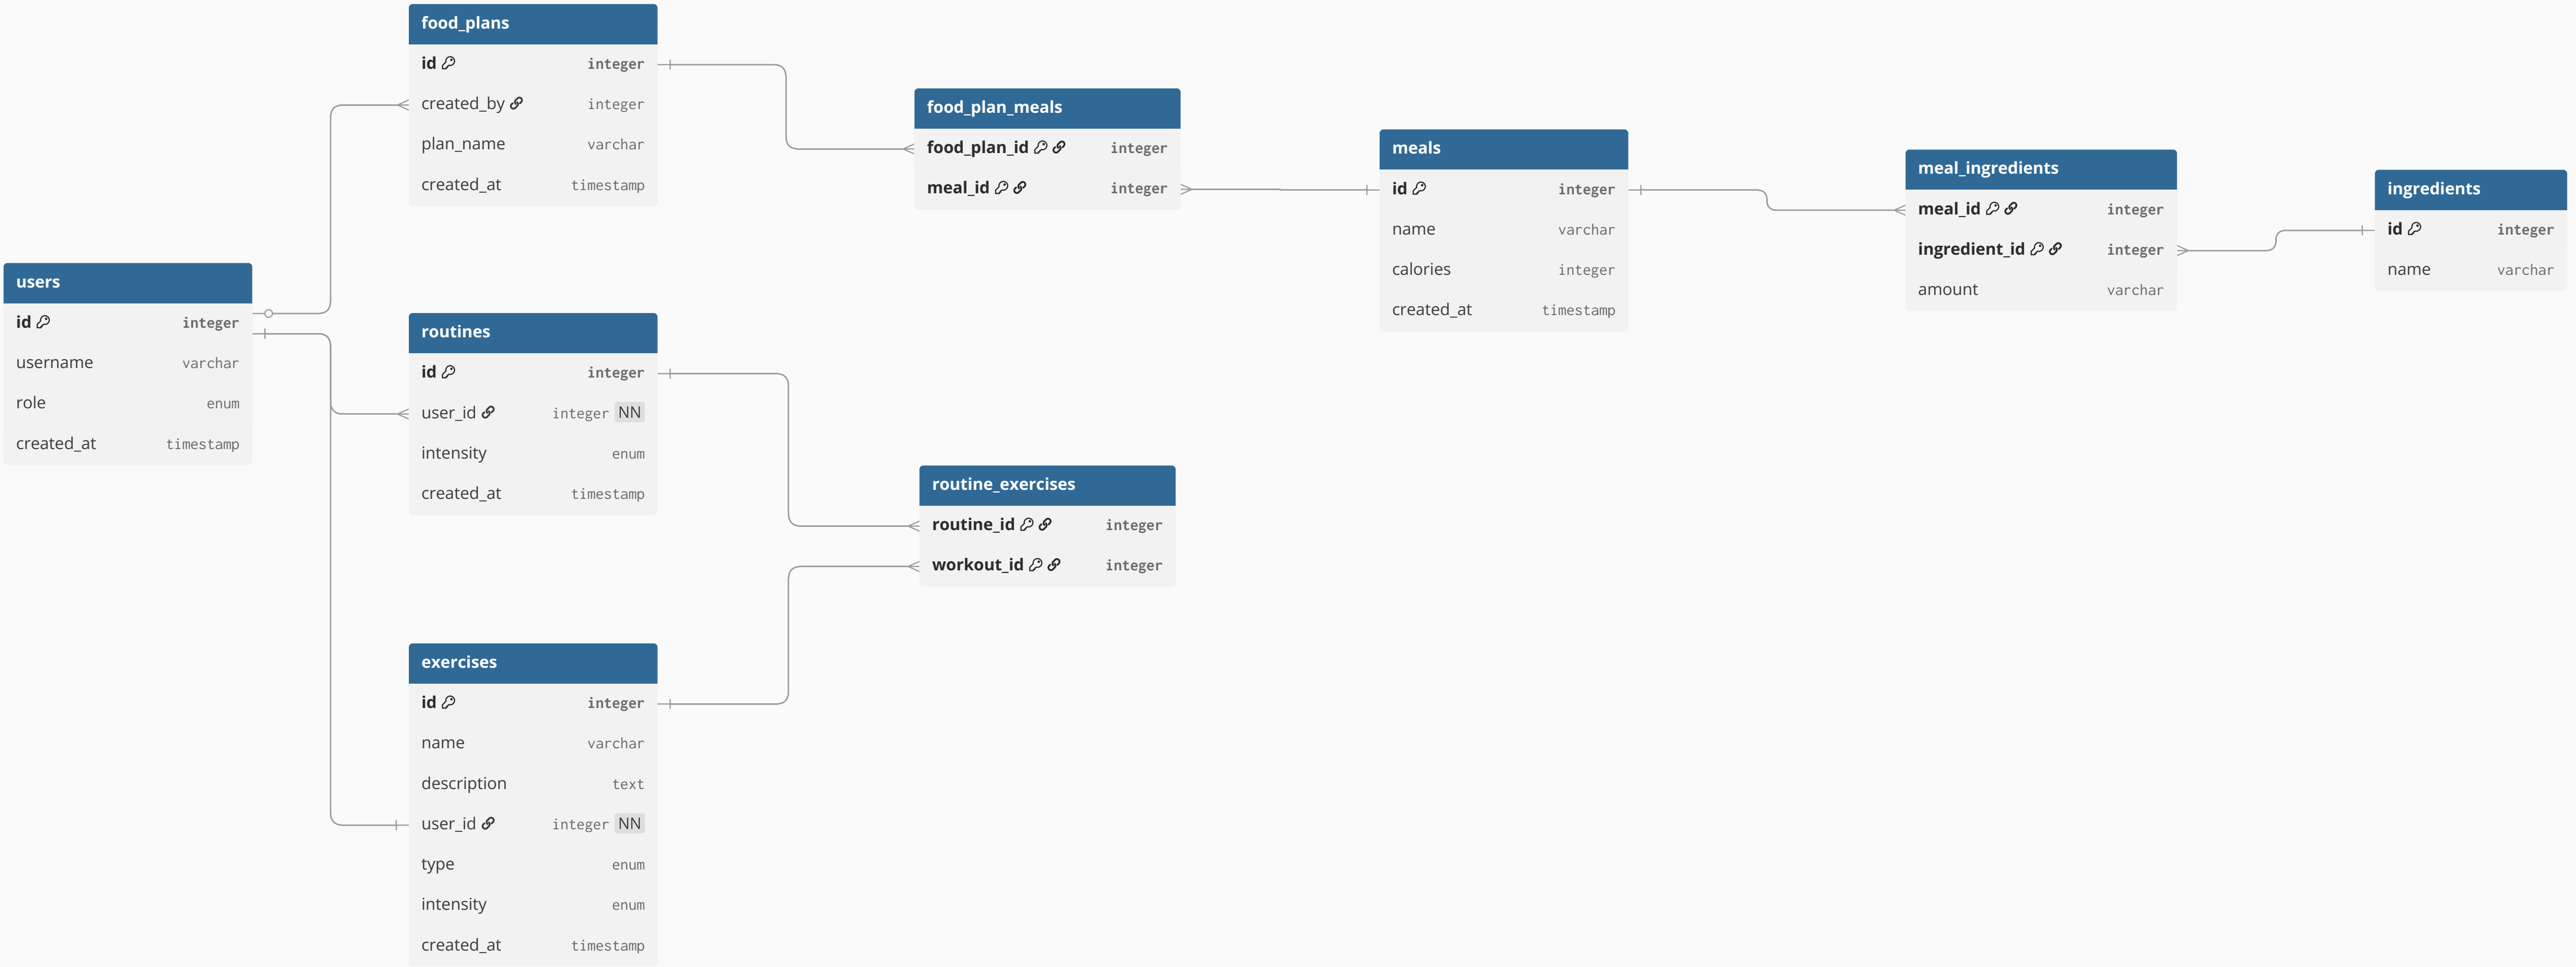 food_plans
id integer
created_by integer
plan_name varchar
created_at timestamp
food_plan_meals
food_plan_id integer
meal_id integer
meals
id integer
name varchar
calories integer
created_at timestamp
meal_ingredients
meal_id integer
ingredient_id integer
amount varchar
ingredients
id integer
name varchar
users
id integer
username varchar
role enum
created_at timestamp
routines
id integer
user_id integer NN
intensity enum
created_at timestamp
routine_exercises
routine_id integer
workout_id integer
exercises
id integer
name varchar
description text
user_id integer NN
type enum
intensity enum
created_at timestamp